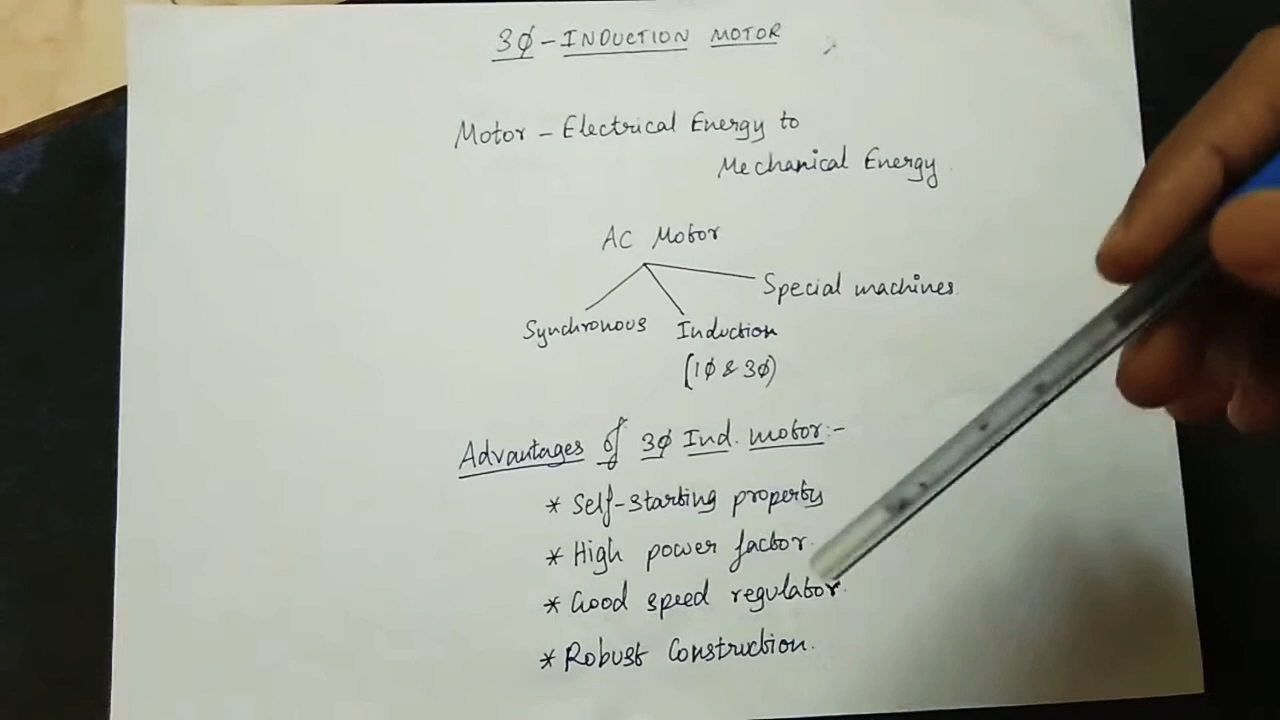 3φ - INDUCTION MOTOR
Motor - Electrical Energy to
Mechanical Energy
AC Motor
Special machines
Synchronous Induction
(1φ & 3φ)
Advantages of 3φ Ind. motor:-
* Self-starting property
* High power factor.
* Good speed regulator.
* Robust Construction.